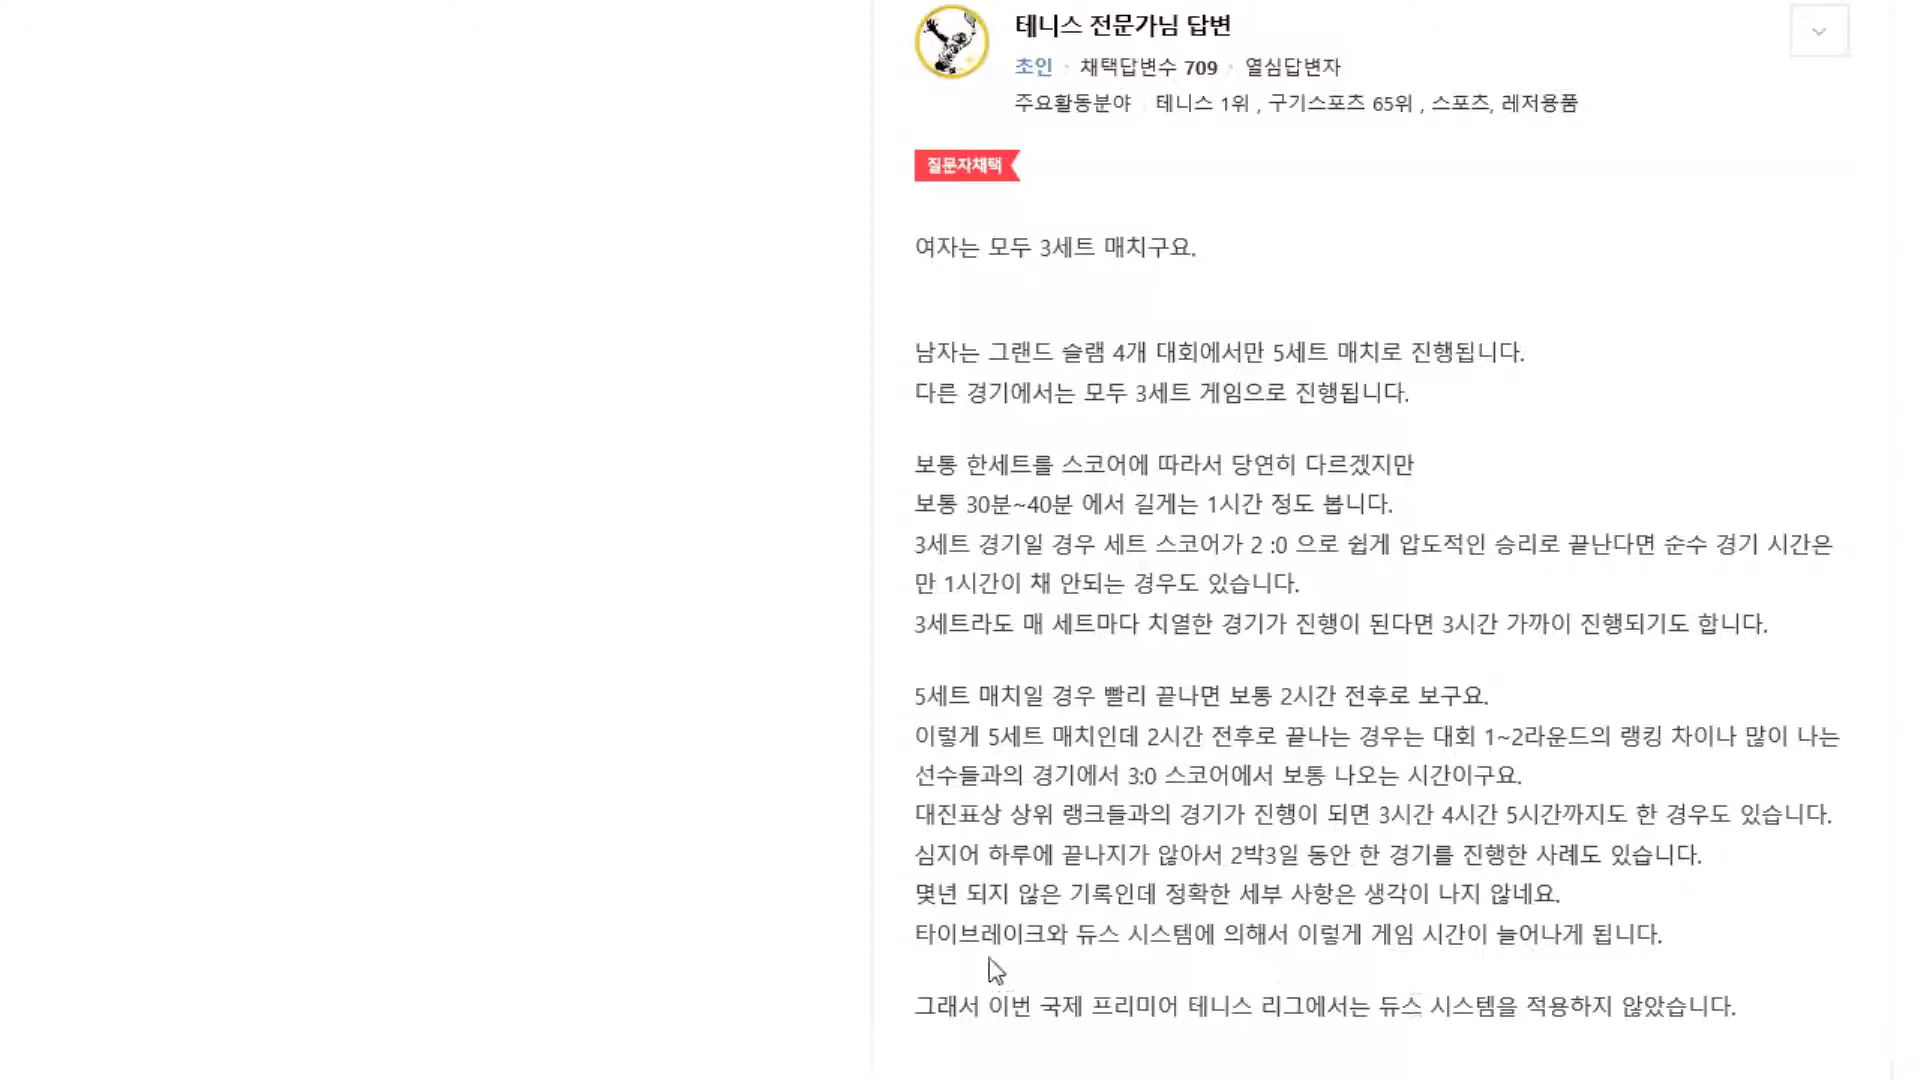 테니스 전문가님 답변
초인 · 채택답변수 709 · 열심답변자
주요활동분야 테니스 1위 , 구기스포츠 65위 , 스포츠, 레저용품
질문자채택
여자는 모두 3세트 매치구요.
남자는 그랜드 슬램 4개 대회에서만 5세트 매치로 진행됩니다.
다른 경기에서는 모두 3세트 게임으로 진행됩니다.
보통 한세트를 스코어에 따라서 당연히 다르겠지만
보통 30분~40분 에서 길게는 1시간 정도 봅니다.
3세트 경기일 경우 세트 스코어가 2 :0 으로 쉽게 압도적인 승리로 끝난다면 순수 경기 시간은
만 1시간이 채 안되는 경우도 있습니다.
3세트라도 매 세트마다 치열한 경기가 진행이 된다면 3시간 가까이 진행되기도 합니다.
5세트 매치일 경우 빨리 끝나면 보통 2시간 전후로 보구요.
이렇게 5세트 매치인데 2시간 전후로 끝나는 경우는 대회 1~2라운드의 랭킹 차이나 많이 나는
선수들과의 경기에서 3:0 스코어에서 보통 나오는 시간이구요.
대진표상 상위 랭크들과의 경기가 진행이 되면 3시간 4시간 5시간까지도 한 경우도 있습니다.
심지어 하루에 끝나지가 않아서 2박3일 동안 한 경기를 진행한 사례도 있습니다.
몇년 되지 않은 기록인데 정확한 세부 사항은 생각이 나지 않네요.
타이브레이크와 듀스 시스템에 의해서 이렇게 게임 시간이 늘어나게 됩니다.
그래서 이번 국제 프리미어 테니스 리그에서는 듀스 시스템을 적용하지 않았습니다.